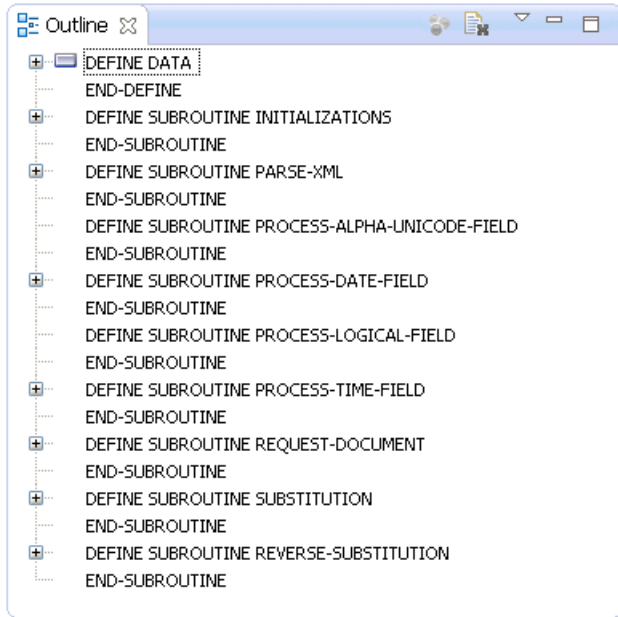 Outline
DEFINE DATA
END-DEFINE
DEFINE SUBROUTINE INITIALIZATIONS
END-SUBROUTINE
DEFINE SUBROUTINE PARSE-XML
END-SUBROUTINE
DEFINE SUBROUTINE PROCESS-ALPHA-UNICODE-FIELD
END-SUBROUTINE
DEFINE SUBROUTINE PROCESS-DATE-FIELD
END-SUBROUTINE
DEFINE SUBROUTINE PROCESS-LOGICAL-FIELD
END-SUBROUTINE
DEFINE SUBROUTINE PROCESS-TIME-FIELD
END-SUBROUTINE
DEFINE SUBROUTINE REQUEST-DOCUMENT
END-SUBROUTINE
DEFINE SUBROUTINE SUBSTITUTION
END-SUBROUTINE
DEFINE SUBROUTINE REVERSE-SUBSTITUTION
END-SUBROUTINE